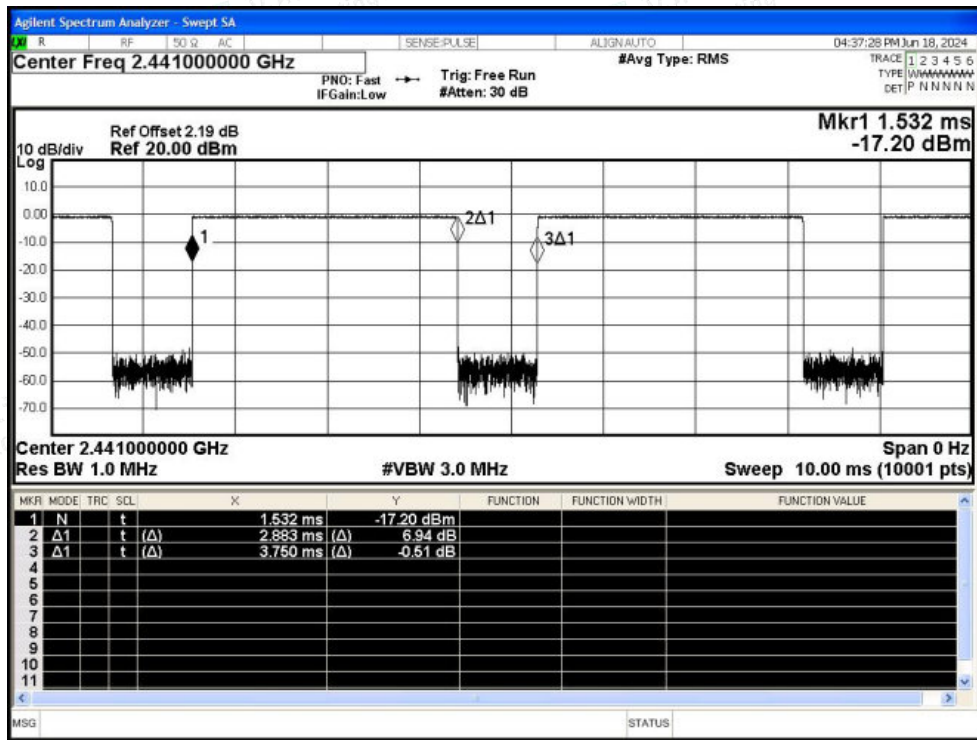 Agilent Spectrum Analyzer - Swept SA
LXI R RF 50 Ω AC SENSE:PULSE ALIGNAUTO 04:37:28 PM Jun 18, 2024
Center Freq 2.441000000 GHz #Avg Type: RMS TRACE 1 2 3 4 5 6
PNO: Fast Trig: Free Run TYPE WWWWWW
IFGain:Low #Atten: 30 dB DET P N N N N N
Mkr1 1.532 ms
Ref Offset 2.19 dB
10 dB/div Ref 20.00 dBm -17.20 dBm
Log
10.0
0.00
2Δ1
-10.0
1
3Δ1
-20.0
-30.0
-40.0
-50.0
-60.0
-70.0
Center 2.441000000 GHz Span 0 Hz
Res BW 1.0 MHz #VBW 3.0 MHz Sweep 10.00 ms (10001 pts)
MKR MODE TRC SCL X Y FUNCTION FUNCTION WIDTH FUNCTION VALUE
1 N t 1.532 ms -17.20 dBm
2 Δ1 t (Δ) 2.883 ms (Δ) 6.94 dB
3 Δ1 t (Δ) 3.750 ms (Δ) -0.51 dB
4
5
6
7
8
9
10
11
MSG STATUS